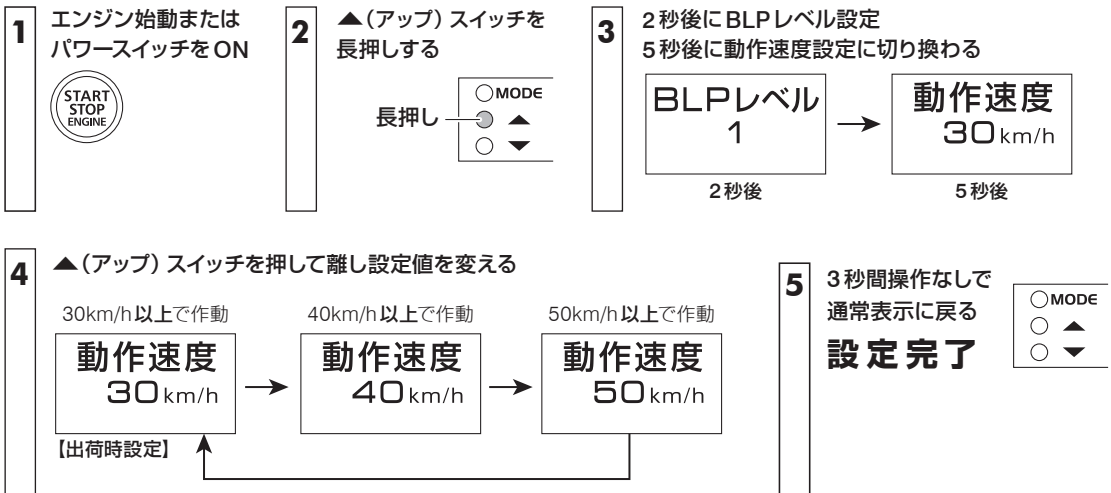 1
エンジン始動または
パワースイッチをON
START
STOP
ENGINE
2
▲(アップ) スイッチを
長押しする
長押し
MODE
▲
▼
3
2秒後にBLPレベル設定
5秒後に動作速度設定に切り換わる
BLPレベル
1
2秒後
動作速度
30km/h
5秒後
4
▲(アップ) スイッチを押して離し設定値を変える
30km/h以上で作動
動作速度
30km/h
【出荷時設定】
40km/h以上で作動
動作速度
40km/h
50km/h以上で作動
動作速度
50km/h
5
3秒間操作なしで
通常表示に戻る
設定完了
MODE
▲
▼